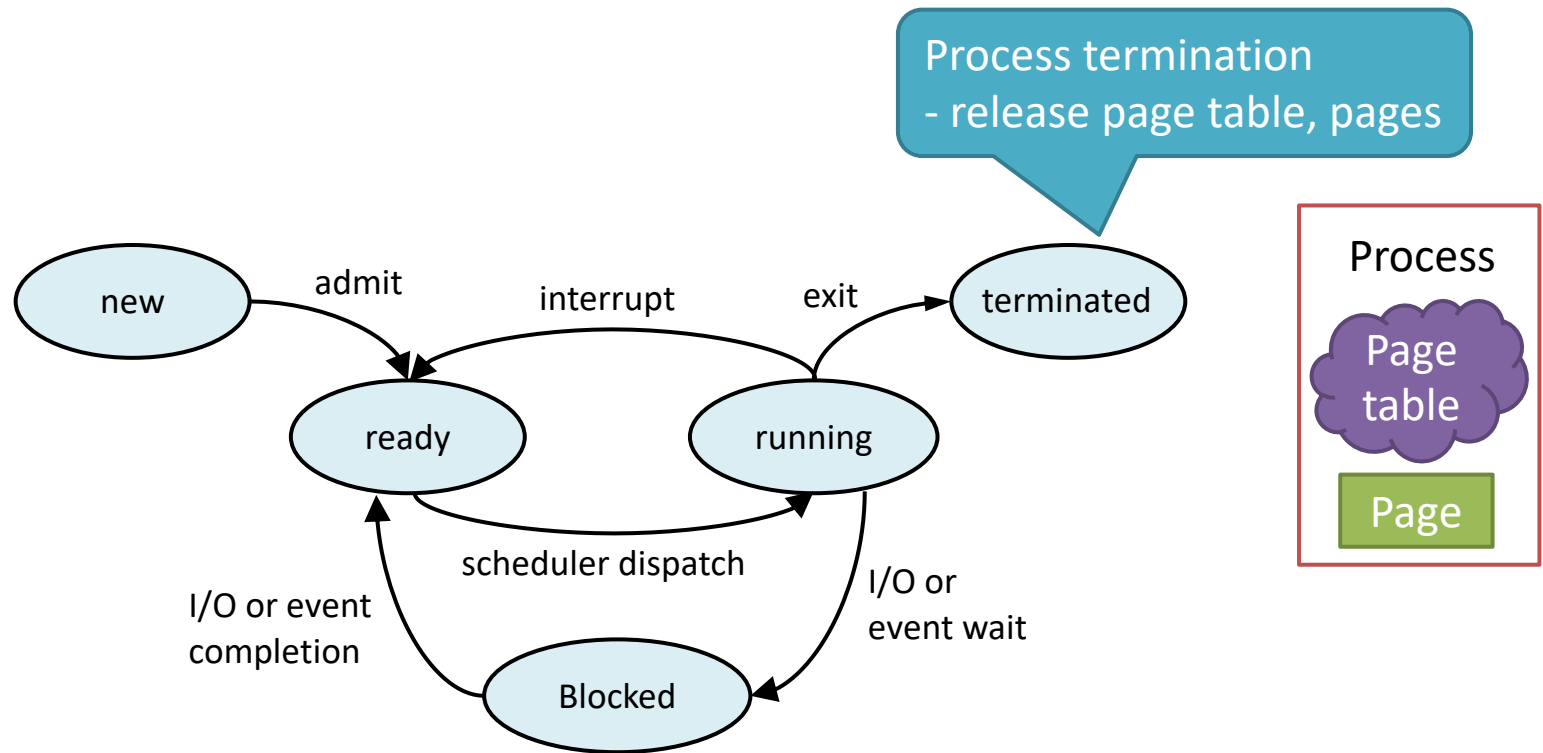 Process termination
- release page table, pages
new
admit
interrupt
exit
terminated
ready
running
scheduler dispatch
I/O or event
completion
I/O or
event wait
Blocked
Process
Page
table
Page